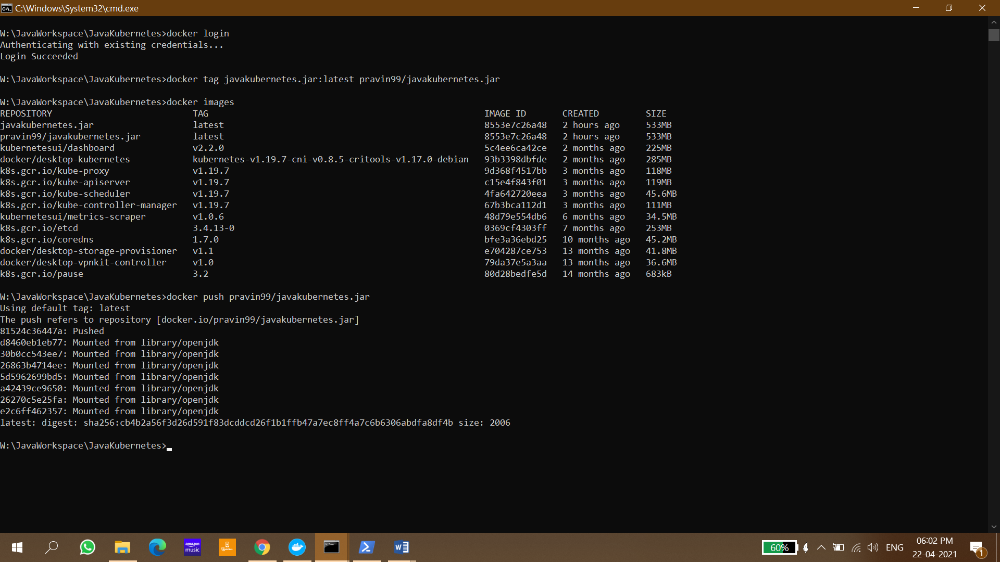 C:\Windows\System32\cmd.exe
W:\JavaWorkspace\JavaKubernetes>docker login
Authenticating with existing credentials...
Login Succeeded
W:\JavaWorkspace\JavaKubernetes>docker tag javakubernetes.jar:latest pravin99/javakubernetes.jar
W:\JavaWorkspace\JavaKubernetes>docker images
REPOSITORY TAG IMAGE ID CREATED SIZE
javakubernetes.jar latest 8553e7c26a48 2 hours ago 533MB
pravin99/javakubernetes.jar latest 8553e7c26a48 2 hours ago 533MB
kubernetesui/dashboard v2.2.0 5c4ee6ca42ce 2 months ago 225MB
docker/desktop-kubernetes kubernetes-v1.19.7-cni-v0.8.5-critools-v1.17.0-debian 93b3398dbfde 2 months ago 285MB
k8s.gcr.io/kube-proxy v1.19.7 9d368f4517bb 3 months ago 118MB
k8s.gcr.io/kube-apiserver v1.19.7 c15e4f843f01 3 months ago 119MB
k8s.gcr.io/kube-scheduler v1.19.7 4fa642720eea 3 months ago 45.6MB
k8s.gcr.io/kube-controller-manager v1.19.7 67b3bca112d1 3 months ago 111MB
kubernetesui/metrics-scraper v1.0.6 48d79e554db6 6 months ago 34.5MB
k8s.gcr.io/etcd 3.4.13-0 0369cf4303ff 7 months ago 253MB
k8s.gcr.io/coredns 1.7.0 bfe3a36ebd25 10 months ago 45.2MB
docker/desktop-storage-provisioner v1.1 e704287ce753 13 months ago 41.8MB
docker/desktop-vpnkit-controller v1.0 79da37e5a3aa 13 months ago 36.6MB
k8s.gcr.io/pause 3.2 80d28bedfe5d 14 months ago 683kB
W:\JavaWorkspace\JavaKubernetes>docker push pravin99/javakubernetes.jar
Using default tag: latest
The push refers to repository [docker.io/pravin99/javakubernetes.jar]
81524c36447a: Pushed
d8460eb1eb77: Mounted from library/openjdk
30b0cc543ee7: Mounted from library/openjdk
26863b4714ee: Mounted from library/openjdk
5d5962699bd5: Mounted from library/openjdk
a42439ce9650: Mounted from library/openjdk
26270c5e25fa: Mounted from library/openjdk
e2c6ff462357: Mounted from library/openjdk
latest: digest: sha256:cb4b2a56f3d26d591f83dcddcd26f1b1ffb47a7ec8ff4a7c6b6306abdfa8df4b size: 2006
W:\JavaWorkspace\JavaKubernetes>
amazon
music
60%
ENG
06:02 PM
22-04-2021
1